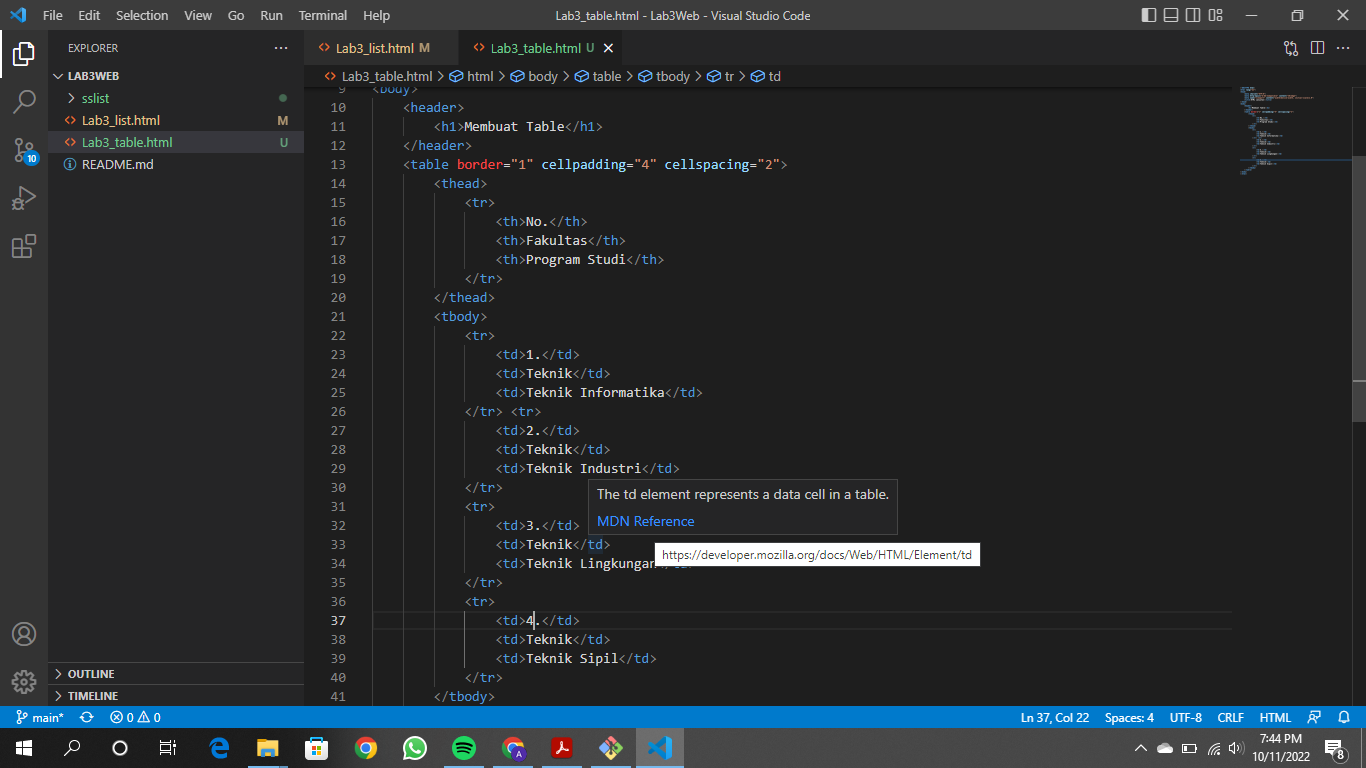 File Edit Selection View Go Run Terminal Help Lab3_table.html - Lab3Web - Visual Studio Code
EXPLORER
LAB3WEB
sslist
Lab3_list.html M
Lab3_table.html U
README.md
OUTLINE
TIMELINE
10
Lab3_list.html M Lab3_table.html U
Lab3_table.html > html > body > table > tbody > tr > td
9 <body>
10 <header>
11 <h1>Membuat Table</h1>
12 </header>
13 <table border="1" cellpadding="4" cellspacing="2">
14 <thead>
15 <tr>
16 <th>No.</th>
17 <th>Fakultas</th>
18 <th>Program Studi</th>
19 </tr>
20 </thead>
21 <tbody>
22 <tr>
23 <td>1.</td>
24 <td>Teknik</td>
25 <td>Teknik Informatika</td>
26 </tr> <tr>
27 <td>2.</td>
28 <td>Teknik</td>
29 <td>Teknik Industri</td>
30 </tr>
31 <tr>
32 <td>3.</td>
33 <td>Teknik</td>
34 <td>Teknik Lingkungan</td>
35 </tr>
36 <tr>
37 <td>4.</td>
38 <td>Teknik</td>
39 <td>Teknik Sipil</td>
40 </tr>
41 </tbody>
The td element represents a data cell in a table.
MDN Reference
https://developer.mozilla.org/docs/Web/HTML/Element/td
main* 0 0 Ln 37, Col 22 Spaces: 4 UTF-8 CRLF HTML
A
7:44 PM
10/11/2022
8